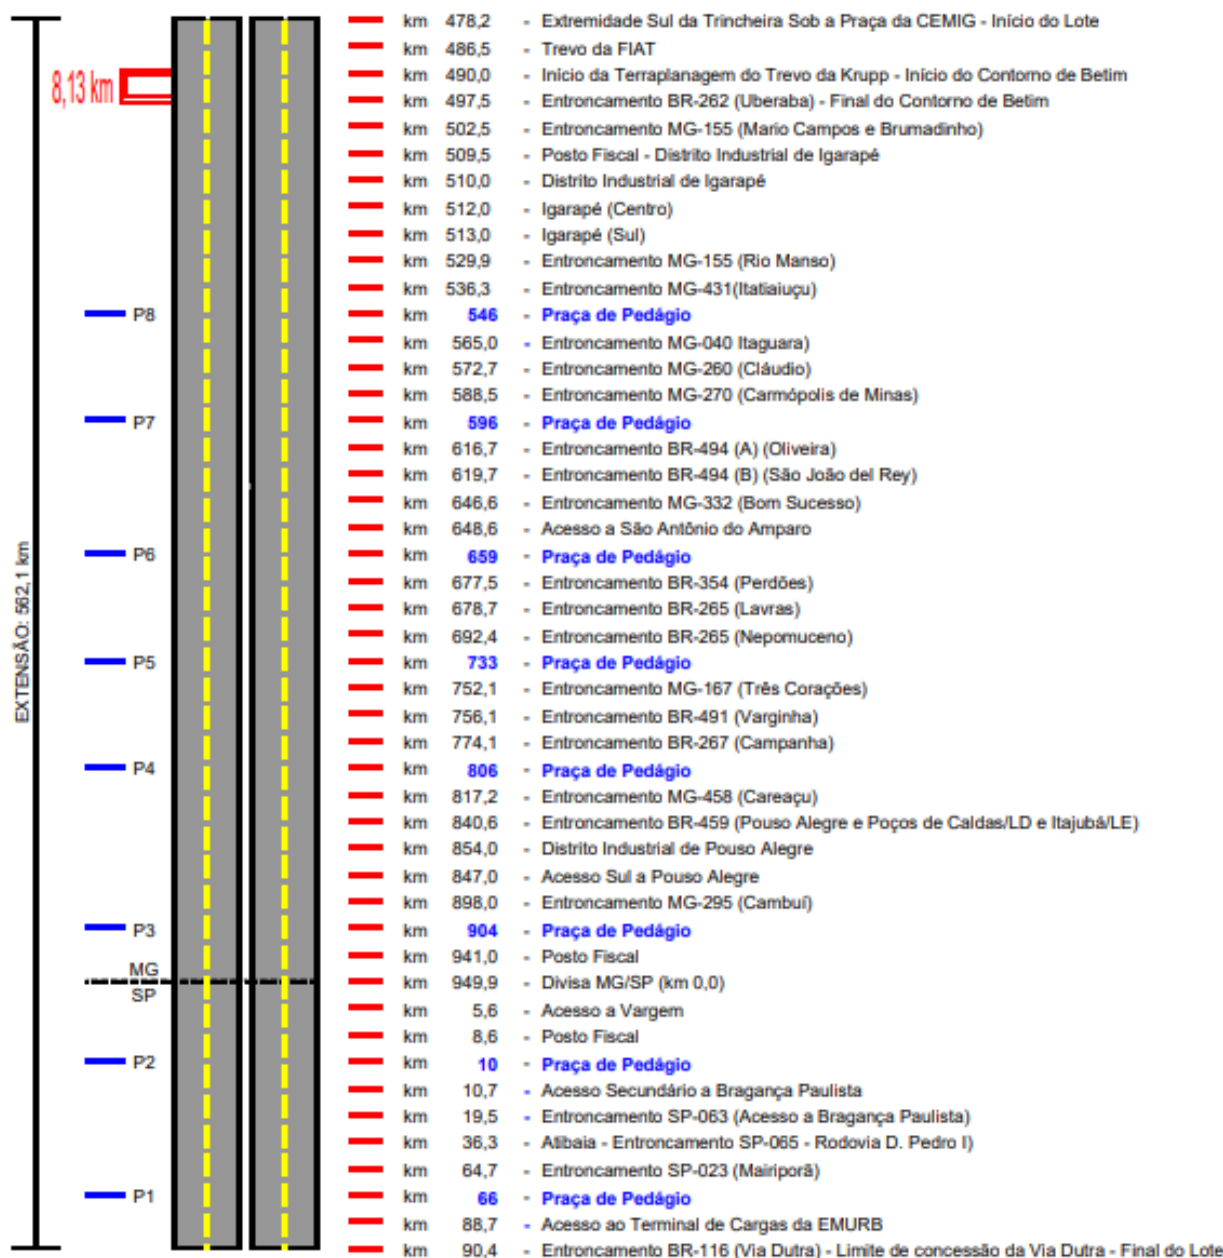 km 478,2 - Extremidade Sul da Trincheira Sob a Praça da CEMIG - Início do Lote
km 486,5 - Trevo da FIAT
8,13 km
km 490,0 - Inicio da Terraplanagem do Trevo da Krupp - Início do Contorno de Betim
km 497,5 - Entroncamento BR-262 (Uberaba) - Final do Contorno de Betim
km 502,5 - Entroncamento MG-155 (Mario Campos e Brumadinho)
km 509,5 - Posto Fiscal - Distrito Industrial de Igarapé
km 510,0 - Distrito Industrial de Igarapé
km 512,0 - Igarapé (Centro)
km 513,0 - Igarapé (Sul)
km 529,9 - Entroncamento MG-155 (Rio Manso)
km 536,3 - Entroncamento MG-431(Itatiaiuçu)
P8 km 546 - Praça de Pedágio
km 565,0 - Entroncamento MG-040 Itaguara)
km 572,7 - Entroncamento MG-260 (Cláudio)
km 588,5 - Entroncamento MG-270 (Carmópolis de Minas)
P7 km 596 - Praça de Pedágio
km 616,7 - Entroncamento BR-494 (A) (Oliveira)
km 619,7 - Entroncamento BR-494 (B) (São João del Rey)
km 646,6 - Entroncamento MG-332 (Bom Sucesso)
km 648,6 - Acesso a São Antônio do Amparo
P6 km 659 - Praça de Pedágio
km 677,5 - Entroncamento BR-354 (Perdões)
km 678,7 - Entroncamento BR-265 (Lavras)
km 692,4 - Entroncamento BR-265 (Nepomuceno)
EXTENSÃO: 562,1 km
P5 km 733 - Praça de Pedágio
km 752,1 - Entroncamento MG-167 (Três Corações)
km 756,1 - Entroncamento BR-491 (Varginha)
km 774,1 - Entroncamento BR-267 (Campanha)
P4 km 806 - Praça de Pedágio
km 817,2 - Entroncamento MG-458 (Careaçu)
km 840,6 - Entroncamento BR-459 (Pouso Alegre e Poços de Caldas/LD e Itajubá/LE)
km 854,0 - Distrito Industrial de Pouso Alegre
km 847,0 - Acesso Sul a Pouso Alegre
km 898,0 - Entroncamento MG-295 (Cambuí)
P3 km 904 - Praça de Pedágio
km 941,0 - Posto Fiscal
MG
km 949,9 - Divisa MG/SP (km 0,0)
SP
km 5,6 - Acesso a Vargem
km 8,6 - Posto Fiscal
P2 km 10 - Praça de Pedágio
km 10,7 - Acesso Secundário a Bragança Paulista
km 19,5 - Entroncamento SP-063 (Acesso a Bragança Paulista)
km 36,3 - Atibaia - Entroncamento SP-065 - Rodovia D. Pedro I)
km 64,7 - Entroncamento SP-023 (Mairiporã)
P1 km 66 - Praça de Pedágio
km 88,7 - Acesso ao Terminal de Cargas da EMURB
km 90,4 - Entroncamento BR-116 (Via Dutra) - Limite de concessão da Via Dutra - Final do Lote